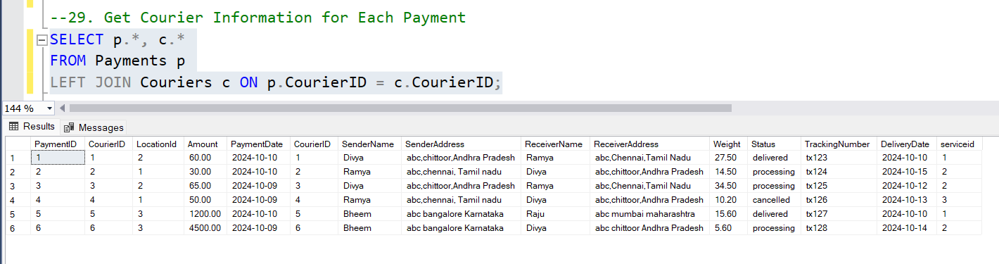 --29. Get Courier Information for Each Payment
SELECT p.*, c.*
FROM Payments p
LEFT JOIN Couriers c ON p.CourierID = c.CourierID;
144 %
Results Messages
PaymentID CourierID LocationId Amount PaymentDate CourierID SenderName SenderAddress ReceiverName ReceiverAddress Weight Status TrackingNumber DeliveryDate serviceid
1 1 1 2 60.00 2024-10-10 1 Divya abc,chittoor,Andhra Pradesh Ramya abc,Chennai,Tamil Nadu 27.50 delivered tx123 2024-10-10 1
2 2 2 1 30.00 2024-10-10 2 Ramya abc,chennai, Tamil nadu Divya abc,chittoor,Andhra Pradesh 14.50 processing tx124 2024-10-15 2
3 3 3 2 65.00 2024-10-09 3 Divya abc,chittoor,Andhra Pradesh Ramya abc,Chennai,Tamil Nadu 34.50 processing tx125 2024-10-12 2
4 4 4 1 50.00 2024-10-09 4 Ramya abc,chennai, Tamil nadu Divya abc,chittoor,Andhra Pradesh 10.20 cancelled tx126 2024-10-13 3
5 5 5 3 1200.00 2024-10-10 5 Bheem abc bangalore Karnataka Raju abc mumbai maharashtra 15.60 delivered tx127 2024-10-10 1
6 6 6 3 4500.00 2024-10-09 6 Bheem abc bangalore Karnataka Divya abc chittoor Andhra Pradesh 5.60 processing tx128 2024-10-14 2